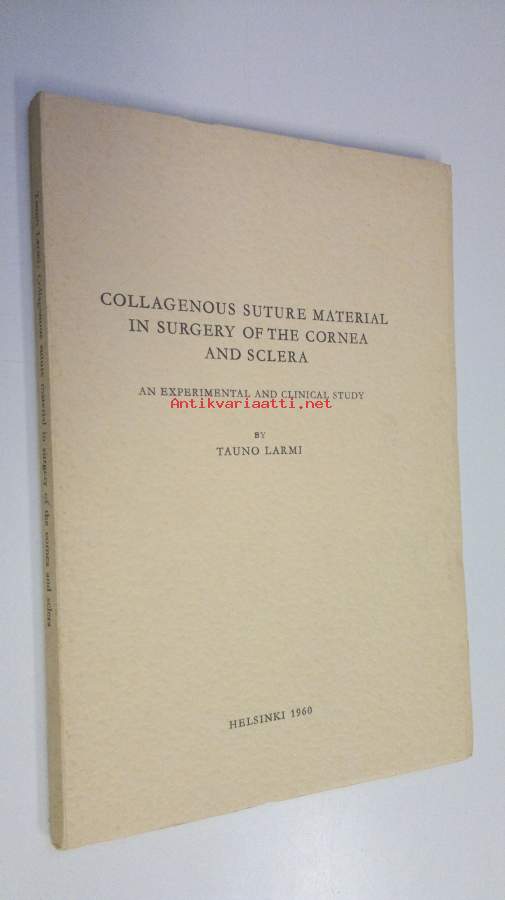 COLLAGENOUS SUTURE MATERIAL
IN SURGERY OF THE CORNEA
AND SCLERA
AN EXPERIMENTAL AND CLINICAL STUDY
Antikvariaatti.net
BY
TAUNO LARMI
HELSINKI 1960
Tauno Larmi: Collagenous suture material in surgery of the cornea and sclera